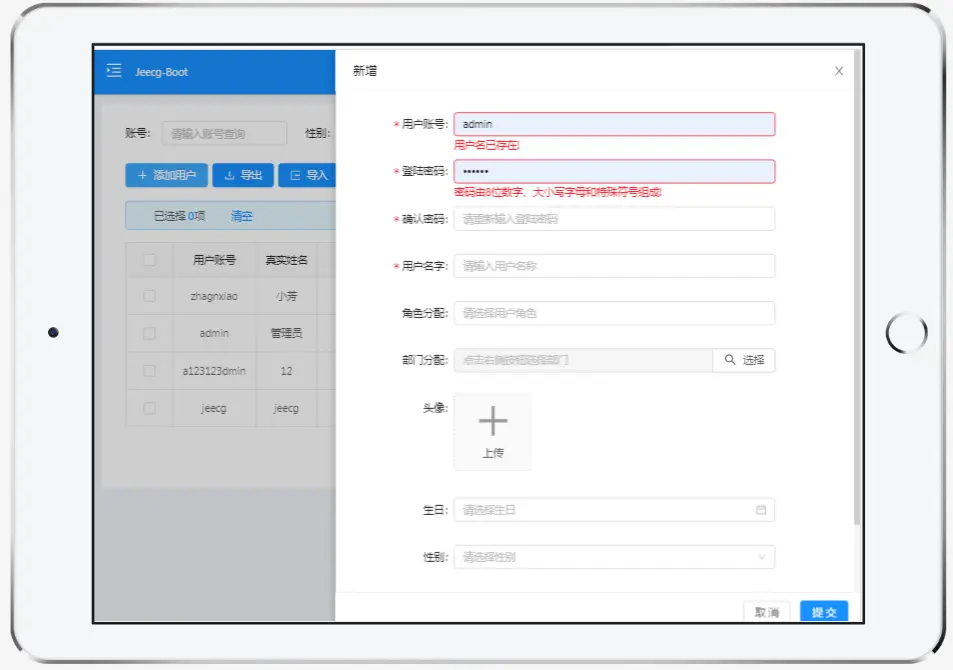 Jeecg-Boot
新增
账号: 请输入账号查询 性别:
添加用户 导出 导入
已选择 0项 清空
用户账号 真实姓名
zhagnxiao 小芳
admin 管理员
a123123dmin 12
jeecg jeecg
* 用户账号: admin
用户名已存在!
* 登陆密码: ••••••
密码由8位数字、大小写字母和特殊符号组成!
* 确认密码: 请重新输入登陆密码
* 用户名字: 请输入用户名称
角色分配: 请选择用户角色
部门分配: 点击右侧按钮选择部门 选择
头像:
上传
生日: 请选择生日
性别: 请选择性别
取消 提交